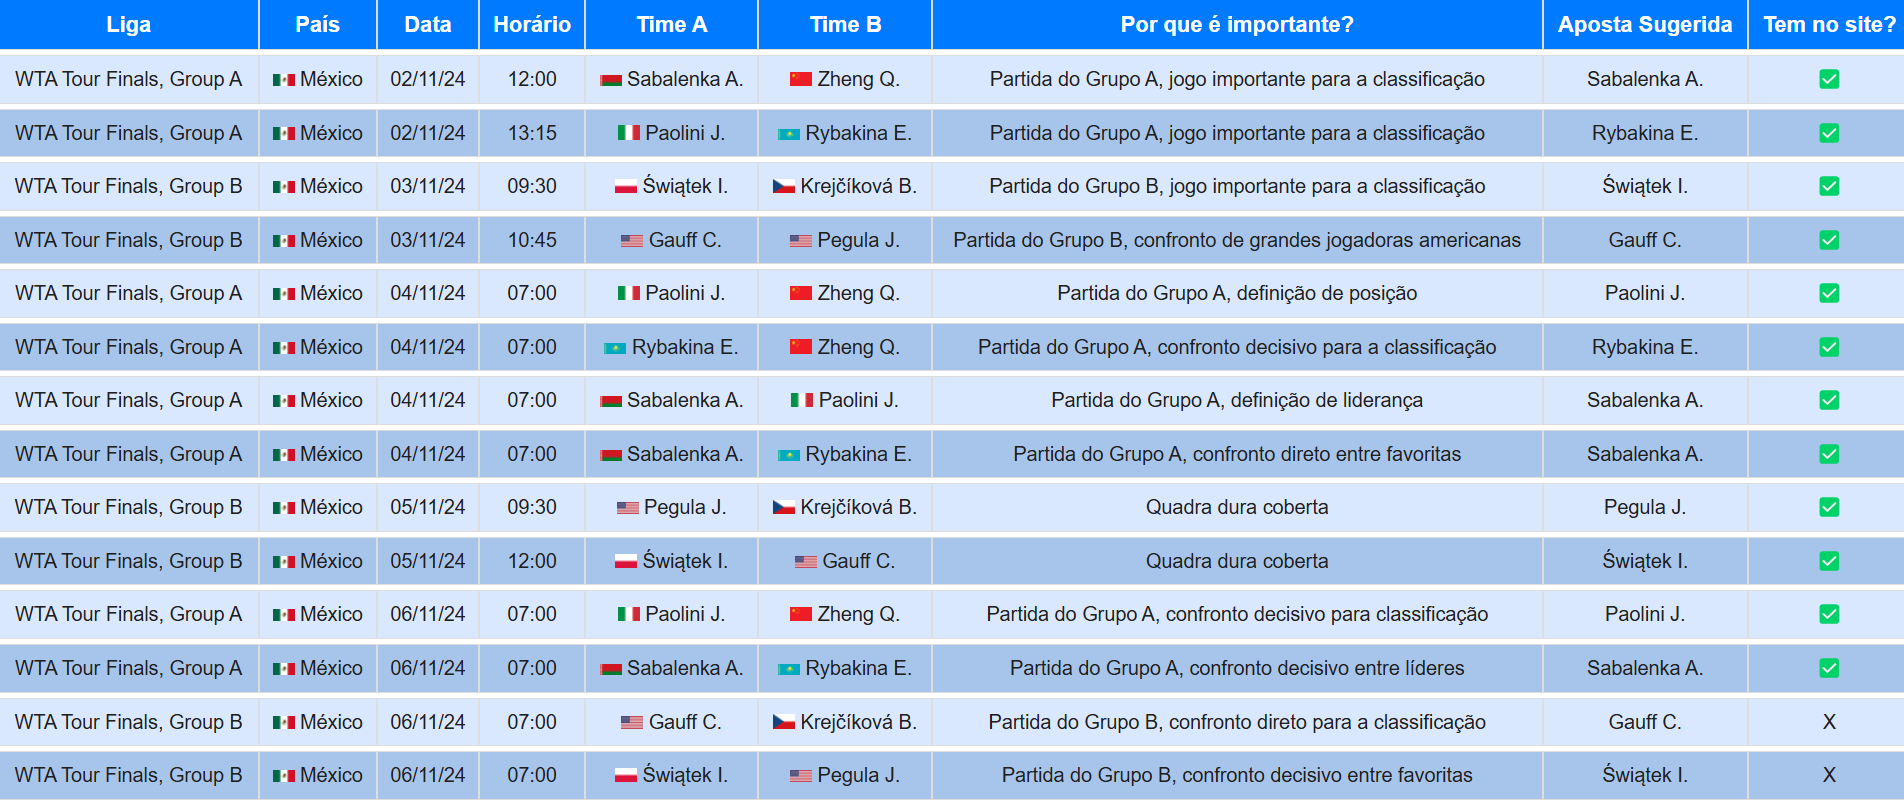 Liga País Data Horário Time A Time B Por que é importante? Aposta Sugerida Tem no site?
WTA Tour Finals, Group A México 02/11/24 12:00 Sabalenka A. Zheng Q. Partida do Grupo A, jogo importante para a classificação Sabalenka A.
WTA Tour Finals, Group A México 02/11/24 13:15 Paolini J. Rybakina E. Partida do Grupo A, jogo importante para a classificação Rybakina E.
WTA Tour Finals, Group B México 03/11/24 09:30 Świątek I. Krejčíková B. Partida do Grupo B, jogo importante para a classificação Świątek I.
WTA Tour Finals, Group B México 03/11/24 10:45 Gauff C. Pegula J. Partida do Grupo B, confronto de grandes jogadoras americanas Gauff C.
WTA Tour Finals, Group A México 04/11/24 07:00 Paolini J. Zheng Q. Partida do Grupo A, definição de posição Paolini J.
WTA Tour Finals, Group A México 04/11/24 07:00 Rybakina E. Zheng Q. Partida do Grupo A, confronto decisivo para a classificação Rybakina E.
WTA Tour Finals, Group A México 04/11/24 07:00 Sabalenka A. Paolini J. Partida do Grupo A, definição de liderança Sabalenka A.
WTA Tour Finals, Group A México 04/11/24 07:00 Sabalenka A. Rybakina E. Partida do Grupo A, confronto direto entre favoritas Sabalenka A.
WTA Tour Finals, Group B México 05/11/24 09:30 Pegula J. Krejčíková B. Quadra dura coberta Pegula J.
WTA Tour Finals, Group B México 05/11/24 12:00 Świątek I. Gauff C. Quadra dura coberta Świątek I.
WTA Tour Finals, Group A México 06/11/24 07:00 Paolini J. Zheng Q. Partida do Grupo A, confronto decisivo para classificação Paolini J.
WTA Tour Finals, Group A México 06/11/24 07:00 Sabalenka A. Rybakina E. Partida do Grupo A, confronto decisivo entre líderes Sabalenka A.
WTA Tour Finals, Group B México 06/11/24 07:00 Gauff C. Krejčíková B. Partida do Grupo B, confronto direto para a classificação Gauff C. X
WTA Tour Finals, Group B México 06/11/24 07:00 Świątek I. Pegula J. Partida do Grupo B, confronto decisivo entre favoritas Świątek I. X